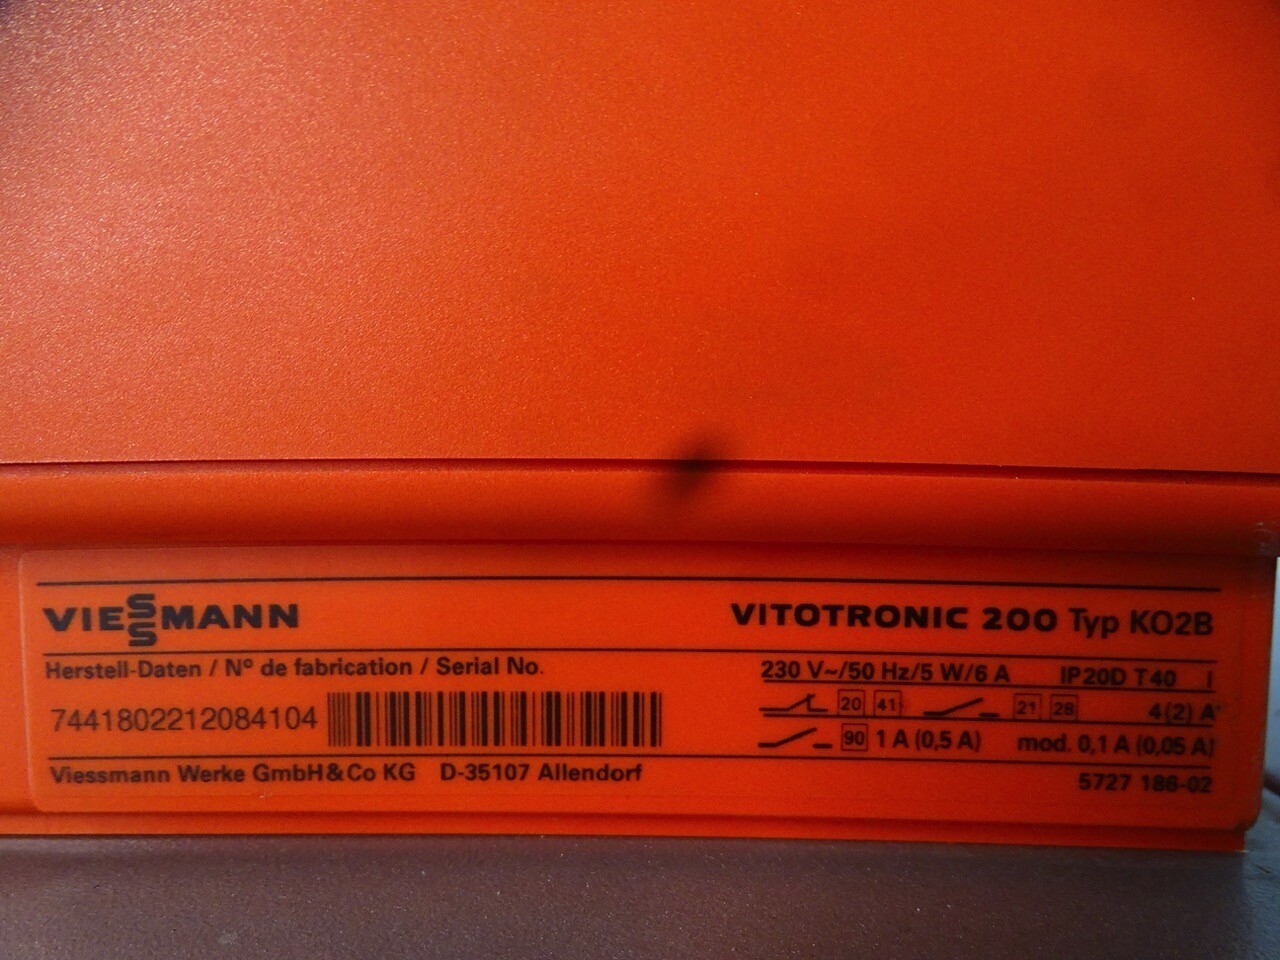 VIESSMANN
VITOTRONIC 200 Typ KO2B
Herstell-Daten / Nº de fabrication / Serial No.
230 V~/50 Hz/5 W/6 A IP20D T40 I
7441802212084104
20 41 21 28 4(2) A*
90 1 A (0,5 A) mod. 0,1 A (0,05 A)
Viessmann Werke GmbH&Co KG D-35107 Allendorf
5727 186-02